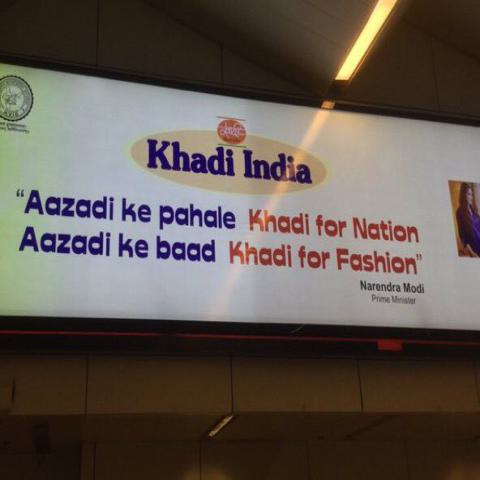 Khadi India
"Aazadi ke pahale Khadi for Nation
Aazadi ke baad Khadi for Fashion"
Narendra Modi
Prime Minister